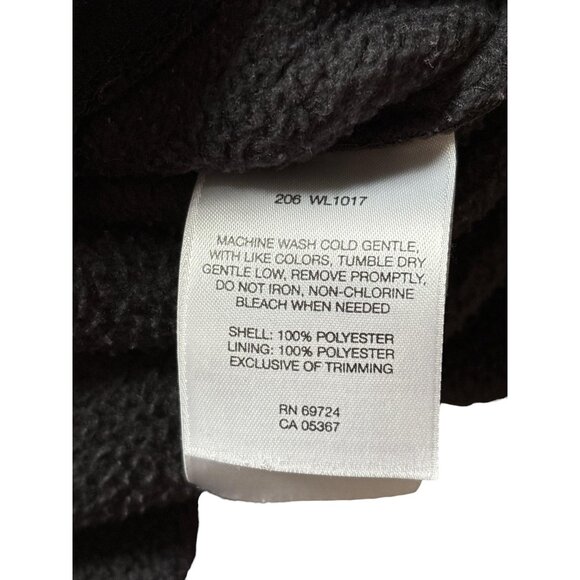 206 WL1017
MACHINE WASH COLD GENTLE,
WITH LIKE COLORS, TUMBLE DRY
GENTLE LOW, REMOVE PROMPTLY,
DO NOT IRON, NON-CHLORINE
BLEACH WHEN NEEDED
SHELL: 100% POLYESTER
LINING: 100% POLYESTER
EXCLUSIVE OF TRIMMING
RN 69724
CA 05367